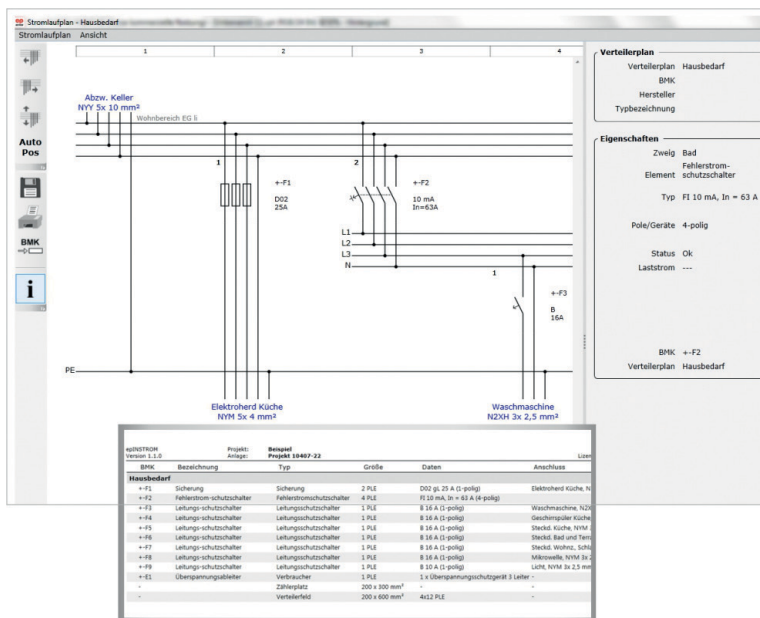 Stromlaufplan - Hausbedarf
Stromlaufplan Ansicht
Auto
Pos
BMK
i
1 2 3 4
Abzw. Keller
NYY 5x 10 mm²
Wohnbereich EG li
1
+-F1
D02
25A
2
+-F2
10 mA
In=63A
L1
L2
L3
N
1
+-F3
B
16A
PE
Elektroherd Küche
NYM 5x 4 mm²
Waschmaschine
N2XH 3x 2,5 mm²
Verteilerplan
Verteilerplan Hausbedarf
BMK
Hersteller
Typbezeichnung
Eigenschaften
Zweig Bad
Element Fehlerstrom-
schutzschalter
Typ FI 10 mA, In = 63 A
Pole/Geräte 4-polig
Status Ok
Laststrom ---
BMK +-F2
Verteilerplan Hausbedarf
epINSTROM Projekt: Beispiel
Version 1.1.0 Anlage: Projekt 10407-22 Lizen
BMK Bezeichnung Typ Größe Daten Anschluss
Hausbedarf
+-F1 Sicherung Sicherung 2 PLE D02 gL 25 A (1-polig) Elektroherd Küche, N
+-F2 Fehlerstrom-schutzschalter Fehlerstromschutzschalter 4 PLE FI 10 mA, In = 63 A (4-polig)
+-F3 Leitungs-schutzschalter Leitungsschutzschalter 1 PLE B 16 A (1-polig) Waschmaschine, N2X
+-F4 Leitungs-schutzschalter Leitungsschutzschalter 1 PLE B 16 A (1-polig) Geschirrspüler Küche,
+-F5 Leitungs-schutzschalter Leitungsschutzschalter 1 PLE B 16 A (1-polig) Steckd. Küche, NYM
+-F6 Leitungs-schutzschalter Leitungsschutzschalter 1 PLE B 16 A (1-polig) Steckd. Bad und Terr
+-F7 Leitungs-schutzschalter Leitungsschutzschalter 1 PLE B 16 A (1-polig) Steckd. Wohnz., Schla
+-F8 Leitungs-schutzschalter Leitungsschutzschalter 1 PLE B 16 A (1-polig) Mikrowelle, NYM 3x 2
+-F9 Leitungs-schutzschalter Leitungsschutzschalter 1 PLE B 10 A (1-polig) Licht, NYM 3x 2,5 mm
+-E1 Überspannungsableiter Verbraucher 1 PLE 1 x Überspannungsschutzgerät 3 Leiter -
- Zählerplatz 200 x 300 mm² - -
- Verteilerfeld 200 x 600 mm² 4x12 PLE